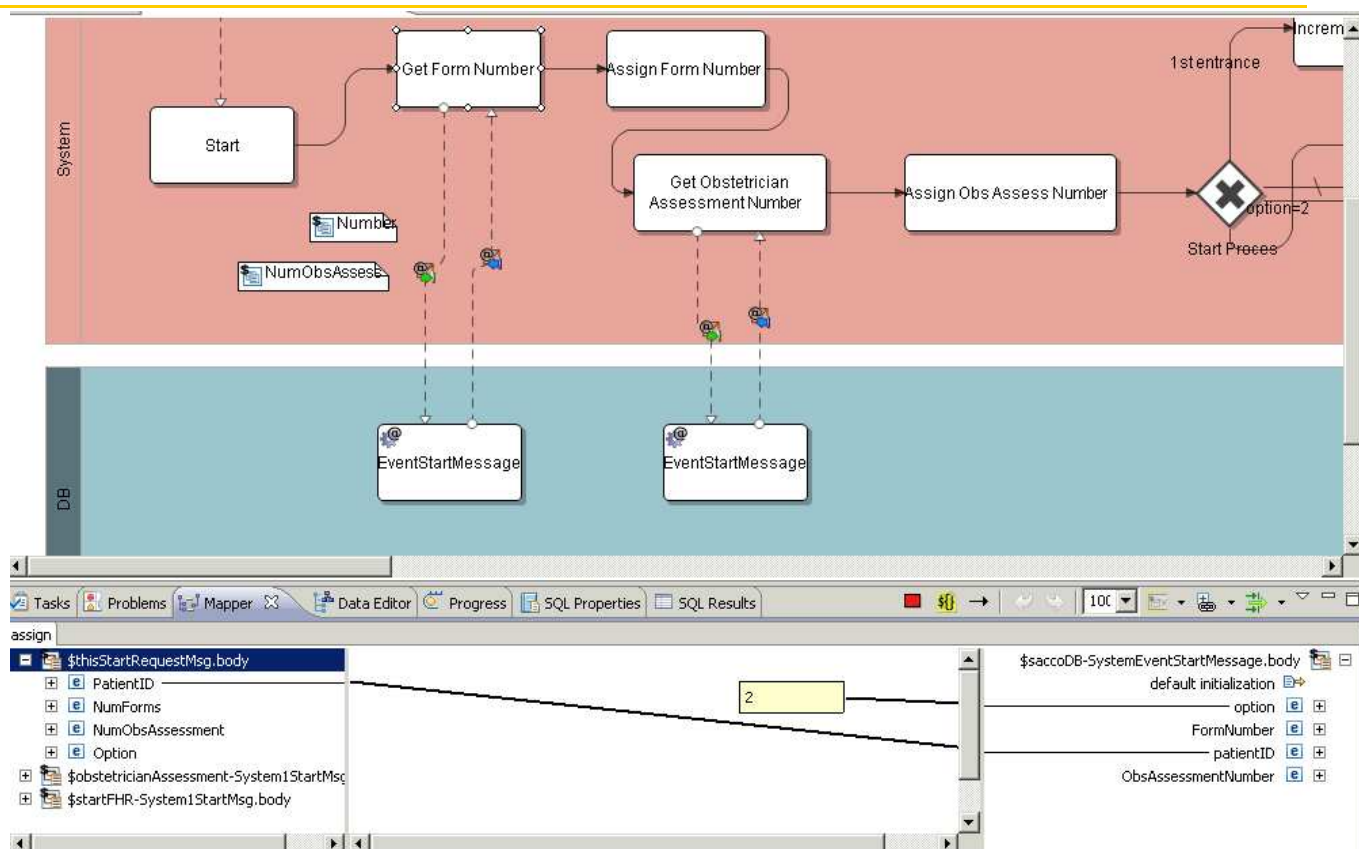 System
Start
Get Form Number
Assign Form Number
1st entrance
Increm
Get Obstetrician
Assessment Number
Assign Obs Assess Number
option=2
Start Proces
Number
NumObsAssess
DB
EventStartMessage
EventStartMessage
Tasks
Problems
Mapper
Data Editor
Progress
SQL Properties
SQL Results
assign
$thisStartRequestMsg.body
PatientID
NumForms
NumObsAssessment
Option
$obstetricianAssessment-System1StartMsg
$startFHR-System1StartMsg.body
2
$saccoDB-SystemEventStartMessage.body
default initialization
option
FormNumber
patientID
ObsAssessmentNumber